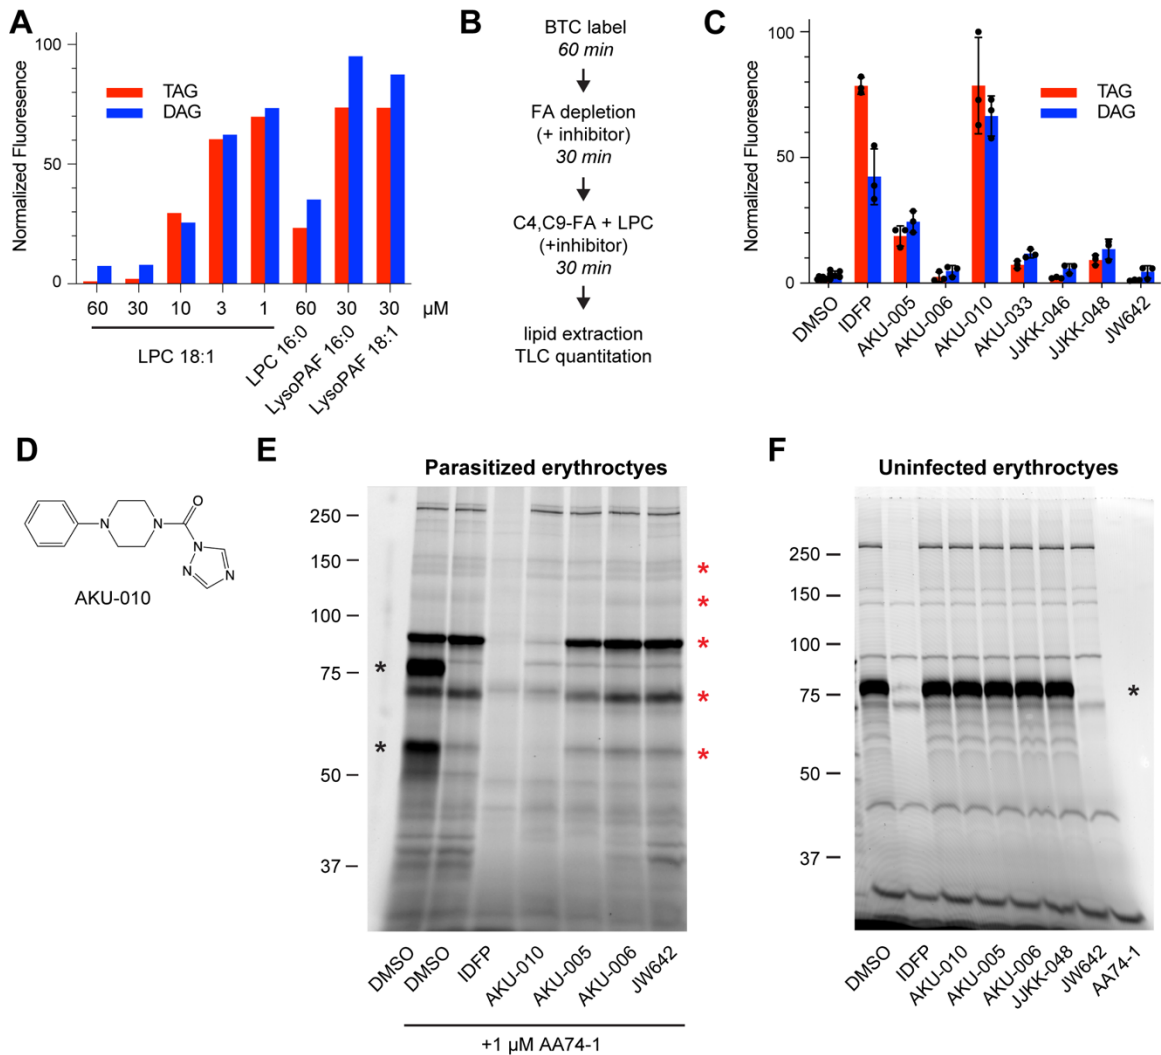 A
100
50
0
Normalized Fluoresence
TAG
DAG
60 30 10 3 1 60 30 30 µM
LPC 18:1
LPC 16:0
LysoPAF 16:0
LysoPAF 18:1
B
BTC label
60 min
FA depletion
(+ inhibitor)
30 min
C4,C9-FA + LPC
(+inhibitor)
30 min
lipid extraction
TLC quantitation
C
100
50
0
Normalized Fluoresence
TAG
DAG
DMSO
IDFP
AKU-005
AKU-006
AKU-010
AKU-033
JJKK-046
JJKK-048
JW642
D
O
N
N
N
N
N
AKU-010
E
Parasitized erythroctyes
250
150
100
75
50
37
*
*
*
*
*
*
*
DMSO
DMSO
IDFP
AKU-010
AKU-005
AKU-006
JW642
+1 µM AA74-1
F
Uninfected erythroctyes
250
150
100
75
50
37
*
DMSO
IDFP
AKU-010
AKU-005
AKU-006
JJKK-048
JW642
AA74-1